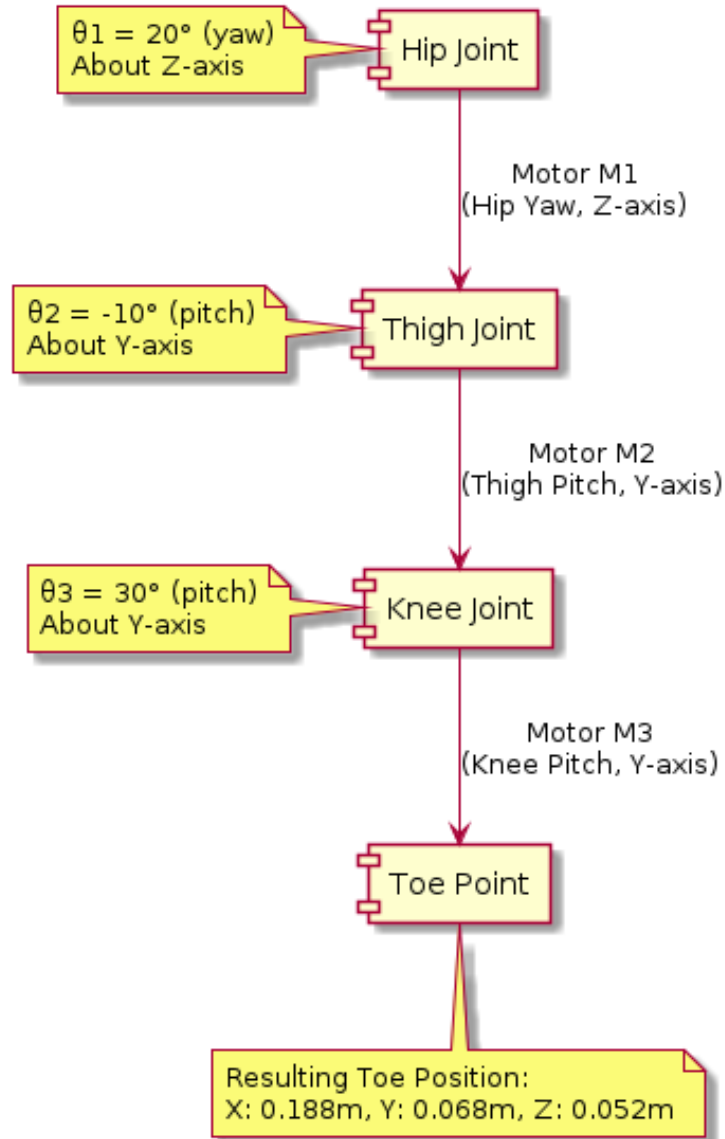 θ1 = 20° (yaw)
About Z-axis
Hip Joint
Motor M1
(Hip Yaw, Z-axis)
θ2 = -10° (pitch)
About Y-axis
Thigh Joint
Motor M2
(Thigh Pitch, Y-axis)
θ3 = 30° (pitch)
About Y-axis
Knee Joint
Motor M3
(Knee Pitch, Y-axis)
Toe Point
Resulting Toe Position:
X: 0.188m, Y: 0.068m, Z: 0.052m